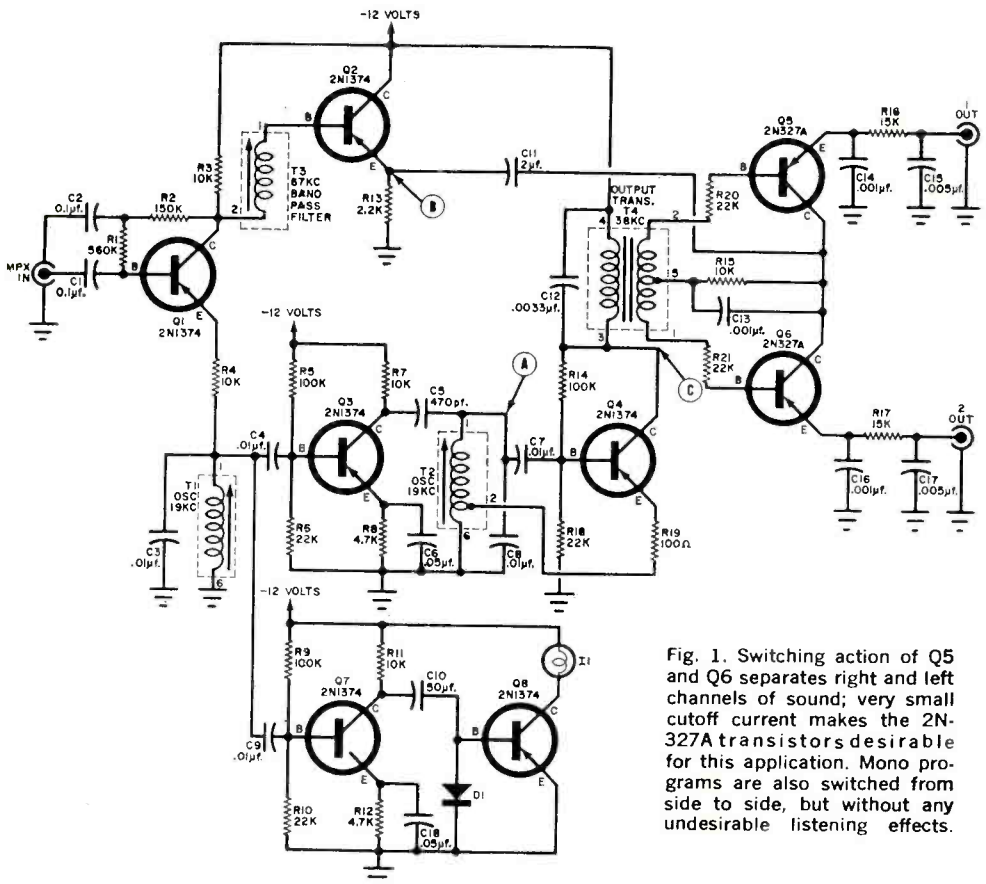 -12 VOLTS
Q2
2N1374
B
C
E
R3
10K
1
2
T3
67KC
BAND
PASS
FILTER
C2
0.1µf.
R2
150K
R1
560K
MPX
IN
C1
0.1µf.
B
C
E
Q1
2N1374
R13
2.2K
B
C11
2µf.
OUTPUT
TRANS.
T4
38KC
4
3
2
5
1
C12
.0033µf.
R20
22K
R15
10K
C13
.001µf.
R21
22K
Q5
2N327A
B
E
C
R16
15K
1
OUT
C14
.001µf.
C15
.005µf.
Q6
2N327A
B
C
E
R17
15K
2
OUT
C16
.001µf.
C17
.005µf.
R4
10K
-12 VOLTS
R5
100K
R7
10K
C5
470pf.
A
C
Q3
2N1374
B
C
E
C4
.01µf.
T1
OSC
19KC
1
6
C3
.01µf.
R6
22K
R8
4.7K
C6
.05µf.
T2
OSC
19KC
1
2
6
C7
.01µf.
C8
.01µf.
R14
100K
Q4
2N1374
B
C
E
R18
22K
R19
100Ω
-12 VOLTS
R9
100K
R11
10K
C10
50µf.
I1
Q7
2N1374
B
C
E
C9
.01µf.
R10
22K
R12
4.7K
C18
.05µf.
D1
Q8
2N1374
B
C
E
Fig. 1. Switching action of Q5
and Q6 separates right and left
channels of sound; very small
cutoff current makes the 2N-
327A transistors desirable
for this application. Mono pro-
grams are also switched from
side to side, but without any
undesirable listening effects.